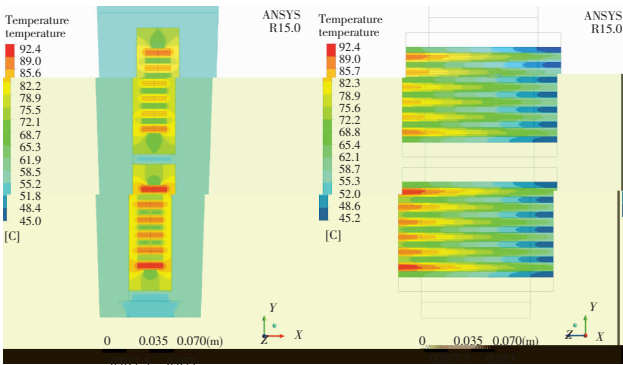 Temperature
temperature
92.4
89.0
85.6
82.2
78.9
75.5
72.1
68.7
65.3
61.9
58.5
55.2
51.8
48.4
45.0
[C]
ANSYS
R15.0
Y
Z
X
0 0.035 0.070(m)
Temperature
temperature
92.4
89.0
85.7
82.3
78.9
75.6
72.2
68.8
65.4
62.1
58.7
55.3
52.0
48.6
45.2
[C]
ANSYS
R15.0
Y
Z
X
0 0.035 0.070(m)